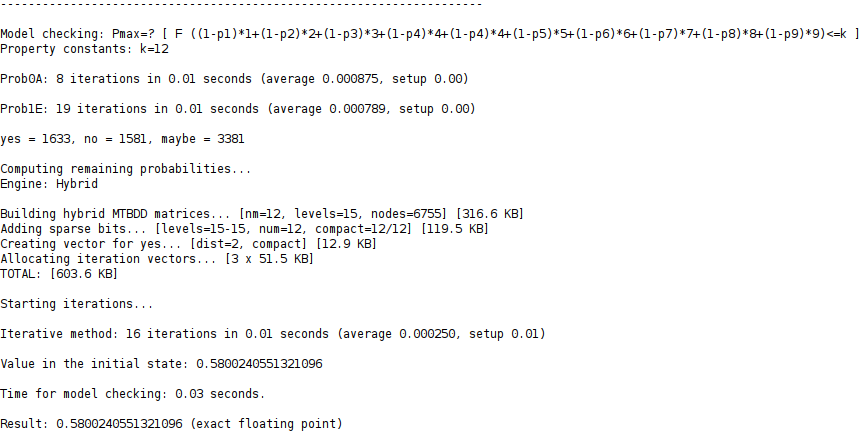 ---------------------------------------------------------------------
Model checking: Pmax=? [ F ((1-p1)*1+(1-p2)*2+(1-p3)*3+(1-p4)*4+(1-p4)*4+(1-p5)*5+(1-p6)*6+(1-p7)*7+(1-p8)*8+(1-p9)*9)<=k ]
Property constants: k=12
Prob0A: 8 iterations in 0.01 seconds (average 0.000875, setup 0.00)
Prob1E: 19 iterations in 0.01 seconds (average 0.000789, setup 0.00)
yes = 1633, no = 1581, maybe = 3381
Computing remaining probabilities...
Engine: Hybrid
Building hybrid MTBDD matrices... [nm=12, levels=15, nodes=6755] [316.6 KB]
Adding sparse bits... [levels=15-15, num=12, compact=12/12] [119.5 KB]
Creating vector for yes... [dist=2, compact] [12.9 KB]
Allocating iteration vectors... [3 x 51.5 KB]
TOTAL: [603.6 KB]
Starting iterations...
Iterative method: 16 iterations in 0.01 seconds (average 0.000250, setup 0.01)
Value in the initial state: 0.5800240551321096
Time for model checking: 0.03 seconds.
Result: 0.5800240551321096 (exact floating point)